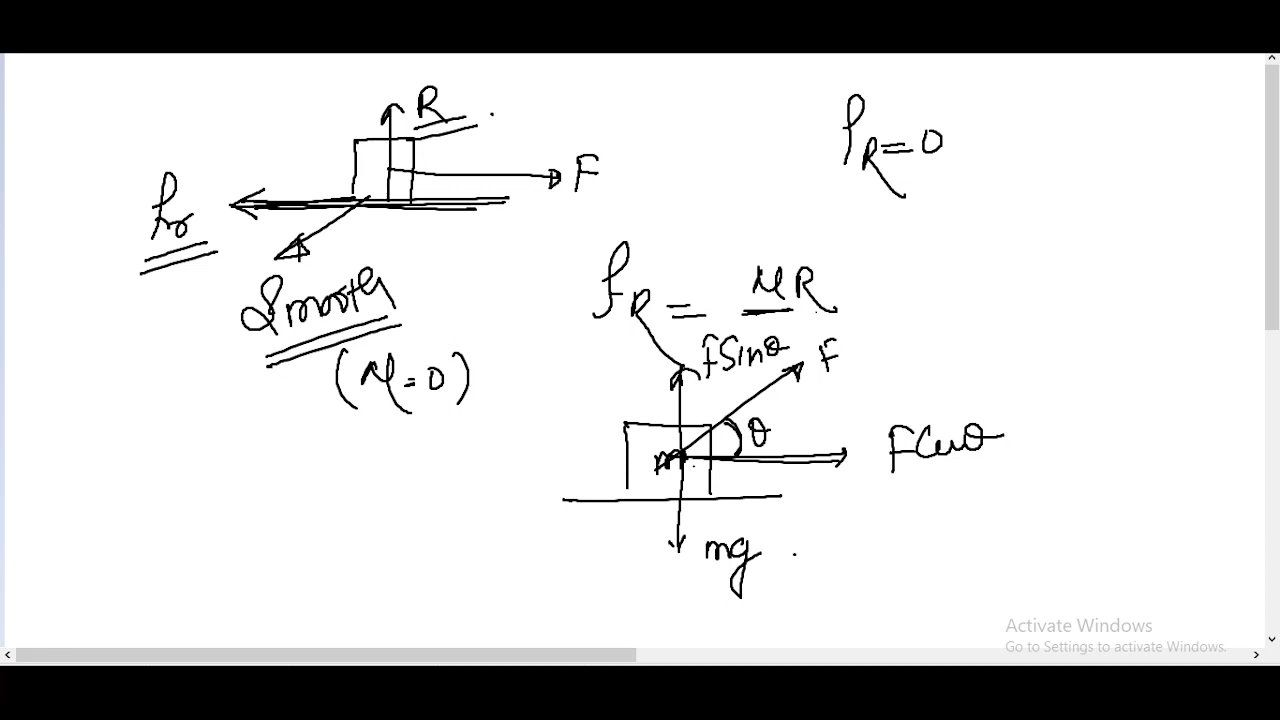 R
F
fr
Smooth
(μ=0)
fR=0
fR = μR
FSinθ
F
θ
m
FCosθ
mg
Activate Windows
Go to Settings to activate Windows.